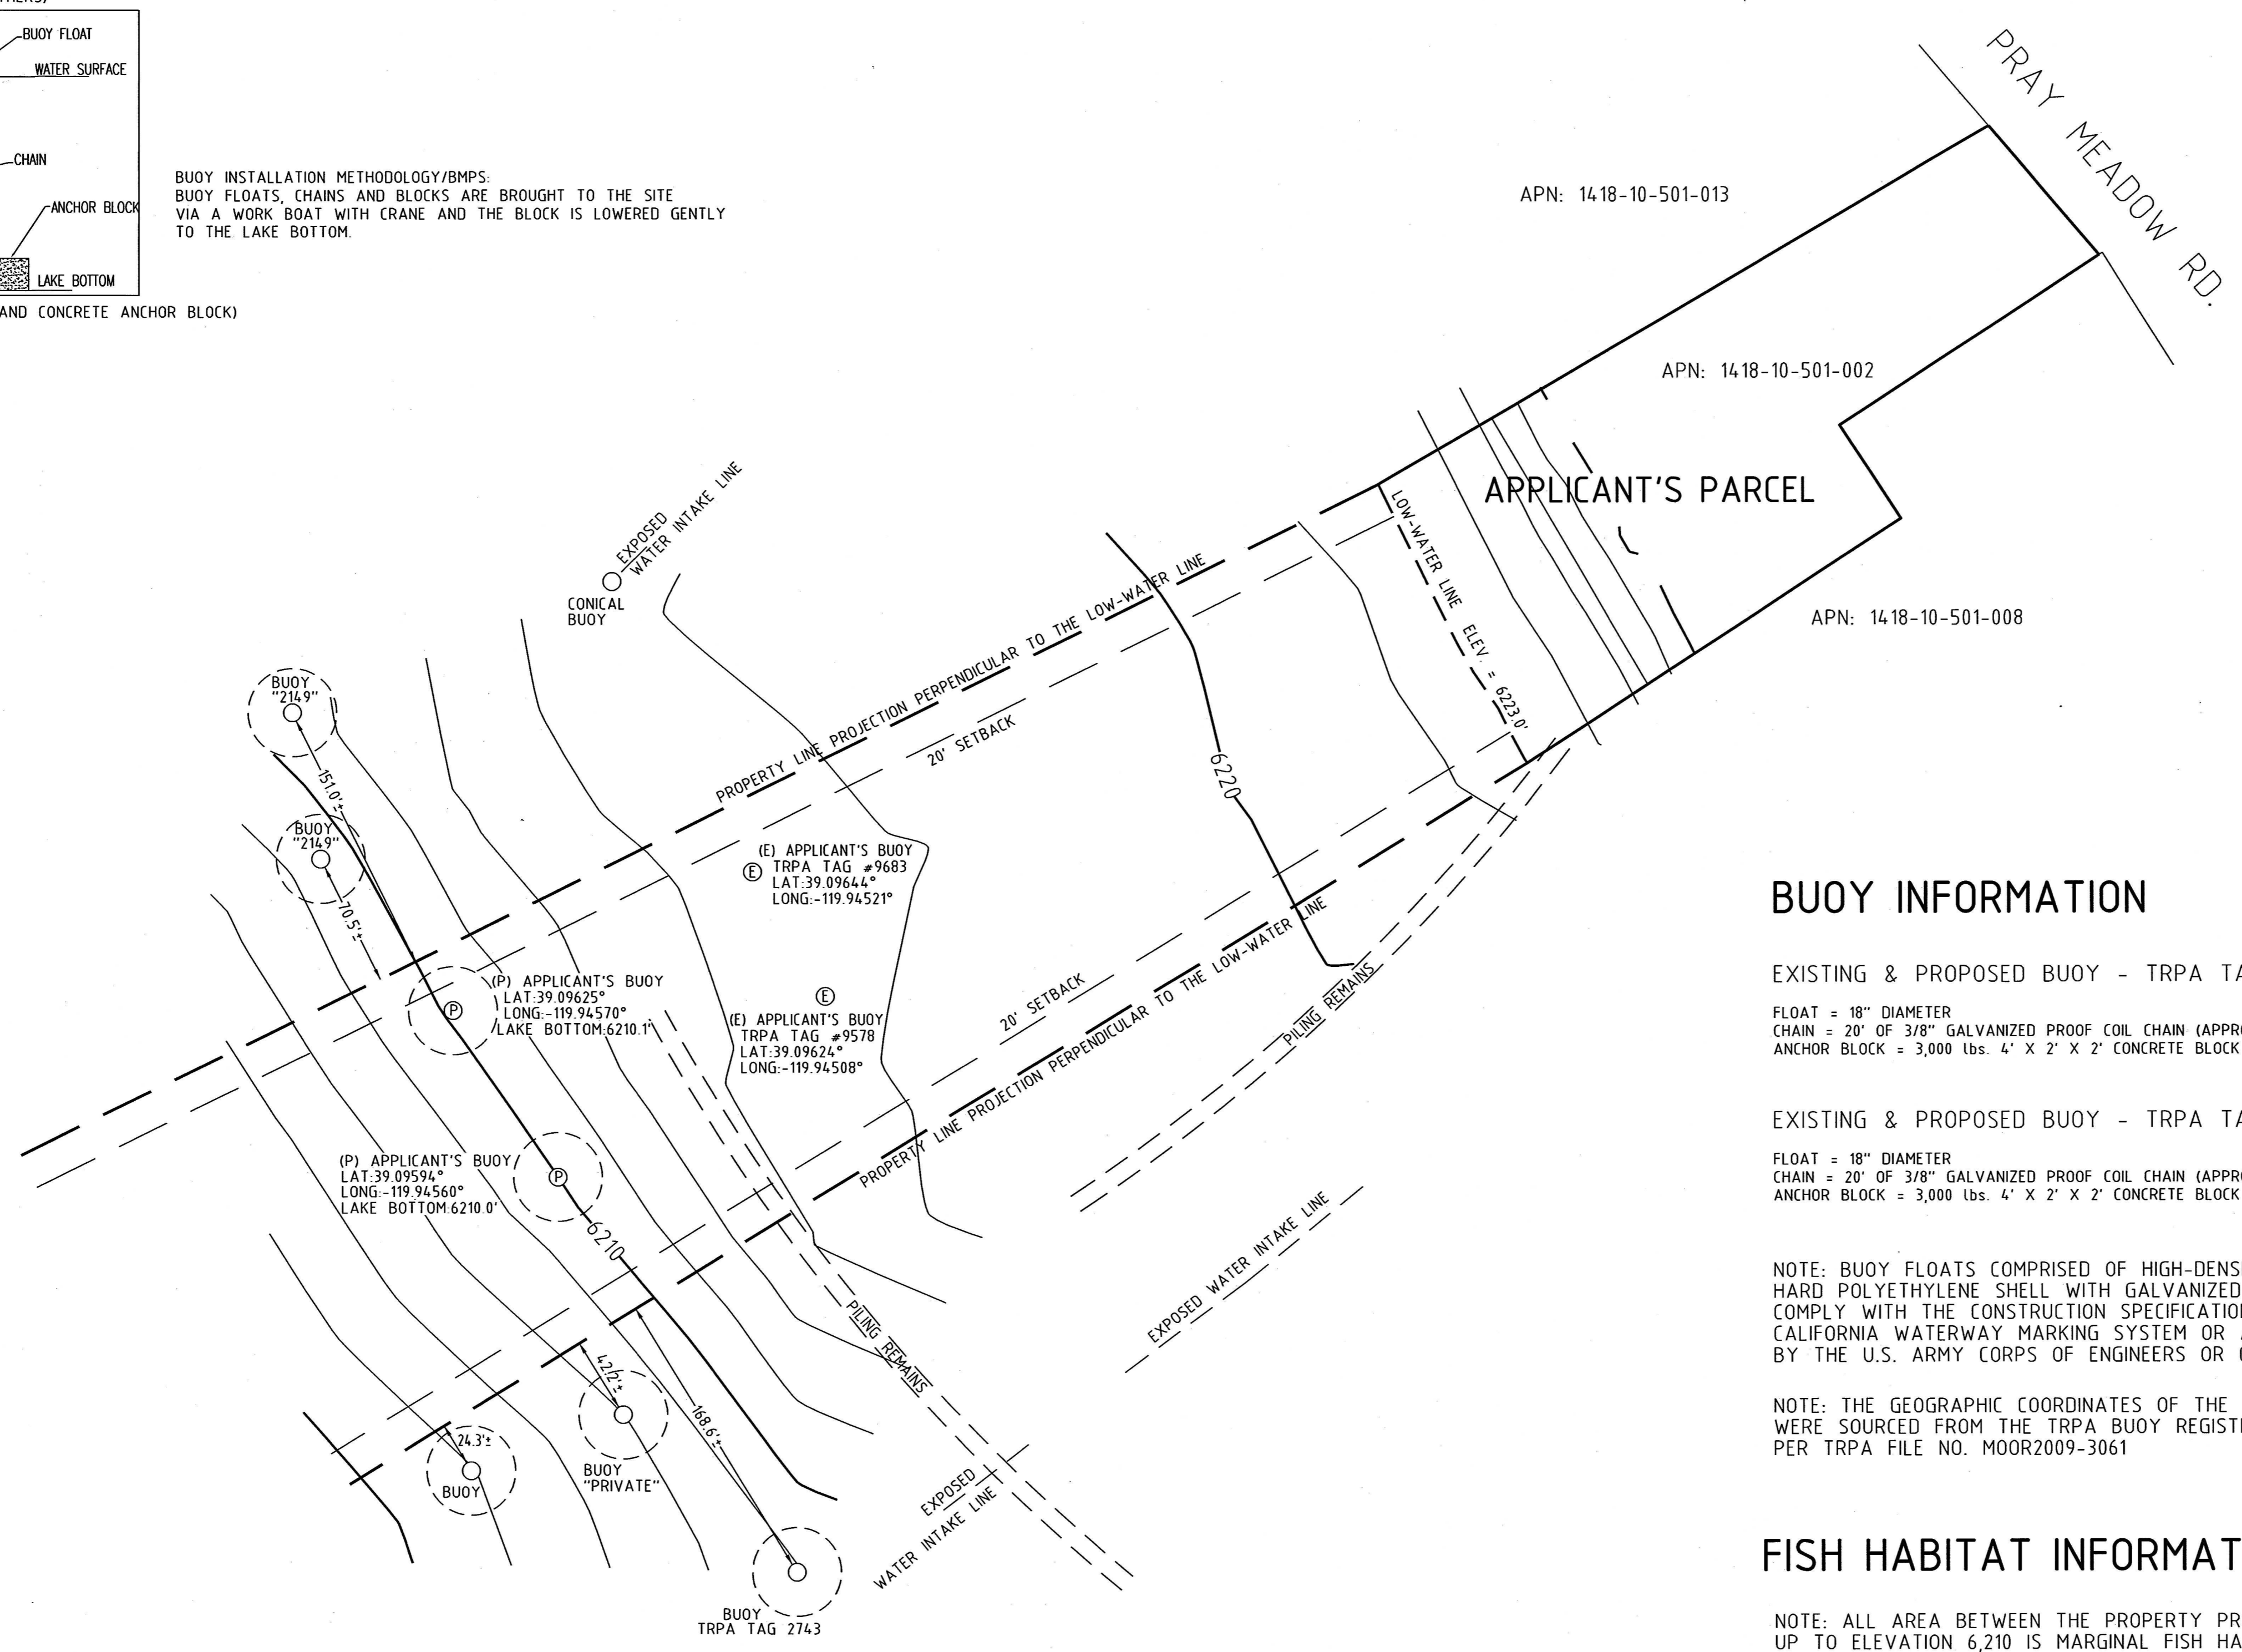 BUOY FLOAT
WATER SURFACE
CHAIN
ANCHOR BLOCK
LAKE BOTTOM
AND CONCRETE ANCHOR BLOCK)
BUOY INSTALLATION METHODOLOGY/BMPS:
BUOY FLOATS, CHAINS AND BLOCKS ARE BROUGHT TO THE SITE
VIA A WORK BOAT WITH CRANE AND THE BLOCK IS LOWERED GENTLY
TO THE LAKE BOTTOM.
PRAY MEADOW RD.
APN: 1418-10-501-013
APN: 1418-10-501-002
APPLICANT'S PARCEL
APN: 1418-10-501-008
LOW-WATER LINE ELEV. = 6223.0'
EXPOSED
WATER INTAKE LINE
CONICAL
BUOY
PROPERTY LINE PROJECTION PERPENDICULAR TO THE LOW-WATER LINE
20' SETBACK
6220
BUOY
"2149"
151.0'±
BUOY
"2149"
70.5'±
(E) APPLICANT'S BUOY
TRPA TAG #9683
LAT:39.09644°
LONG:-119.94521°
E
(P) APPLICANT'S BUOY
LAT:39.09625°
LONG:-119.94570°
LAKE BOTTOM:6210.1'
P
E
(E) APPLICANT'S BUOY
TRPA TAG #9578
LAT:39.09624°
LONG:-119.94508°
20' SETBACK
PROPERTY LINE PROJECTION PERPENDICULAR TO THE LOW-WATER LINE
PILING REMAINS
(P) APPLICANT'S BUOY
LAT:39.09594°
LONG:-119.94560°
LAKE BOTTOM:6210.0'
P
6210
PILING REMAINS
EXPOSED WATER INTAKE LINE
42.2'±
168.6'±
24.3'±
BUOY
BUOY
"PRIVATE"
EXPOSED
WATER INTAKE LINE
BUOY
TRPA TAG 2743
BUOY INFORMATION
EXISTING & PROPOSED BUOY - TRPA TA
FLOAT = 18" DIAMETER
CHAIN = 20' OF 3/8" GALVANIZED PROOF COIL CHAIN (APPR
ANCHOR BLOCK = 3,000 lbs. 4' X 2' X 2' CONCRETE BLOCK
EXISTING & PROPOSED BUOY - TRPA TA
FLOAT = 18" DIAMETER
CHAIN = 20' OF 3/8" GALVANIZED PROOF COIL CHAIN (APPR
ANCHOR BLOCK = 3,000 lbs. 4' X 2' X 2' CONCRETE BLOCK
NOTE: BUOY FLOATS COMPRISED OF HIGH-DENS
HARD POLYETHYLENE SHELL WITH GALVANIZED
COMPLY WITH THE CONSTRUCTION SPECIFICATIO
CALIFORNIA WATERWAY MARKING SYSTEM OR
BY THE U.S. ARMY CORPS OF ENGINEERS OR
NOTE: THE GEOGRAPHIC COORDINATES OF THE
WERE SOURCED FROM THE TRPA BUOY REGIST
PER TRPA FILE NO. MOOR2009-3061
FISH HABITAT INFORMAT
NOTE: ALL AREA BETWEEN THE PROPERTY PR
UP TO ELEVATION 6,210 IS MARGINAL FISH HA